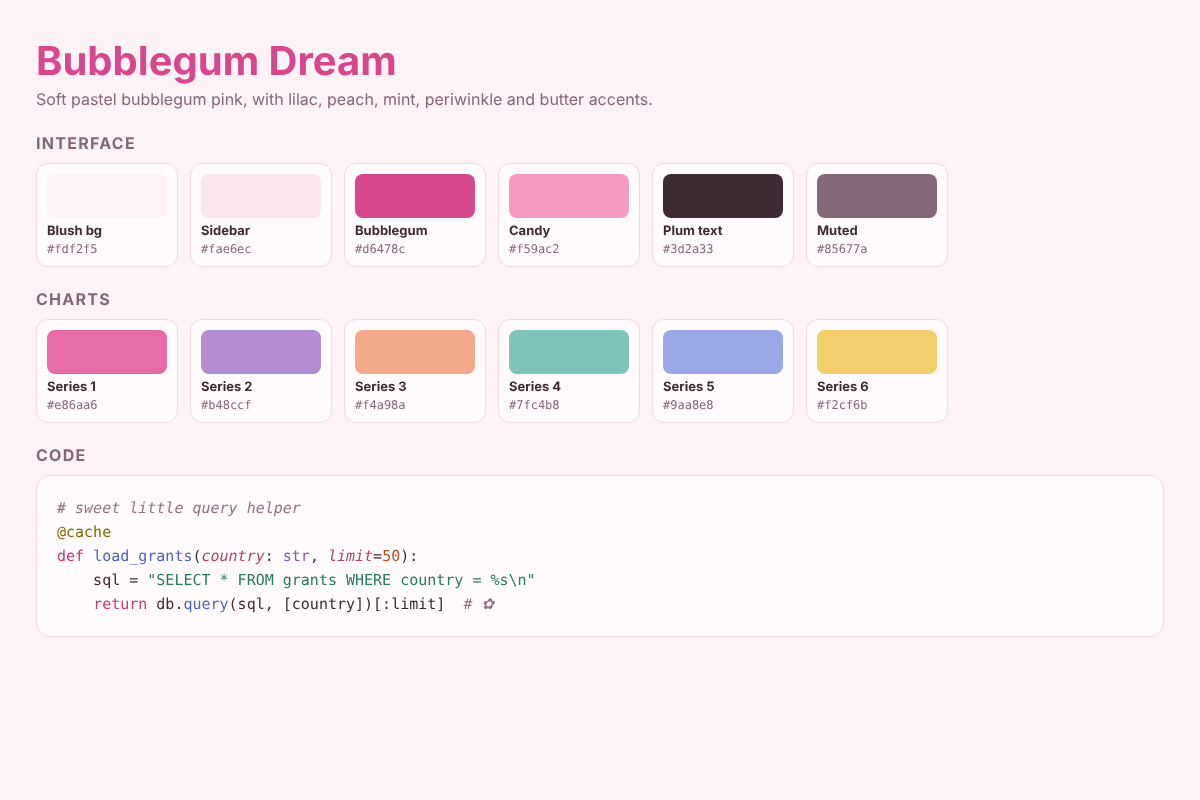 Bubblegum Dream
Soft pastel bubblegum pink, with lilac, peach, mint, periwinkle and butter accents.
INTERFACE
Blush bg
#fdf2f5
Sidebar
#fae6ec
Bubblegum
#d6478c
Candy
#f59ac2
Plum text
#3d2a33
Muted
#85677a
CHARTS
Series 1
#e86aa6
Series 2
#b48ccf
Series 3
#f4a98a
Series 4
#7fc4b8
Series 5
#9aa8e8
Series 6
#f2cf6b
CODE
# sweet little query helper
@cache
def load_grants(country: str, limit=50):
    sql = "SELECT * FROM grants WHERE country = %s\n"
    return db.query(sql, [country])[:limit]  # ✿